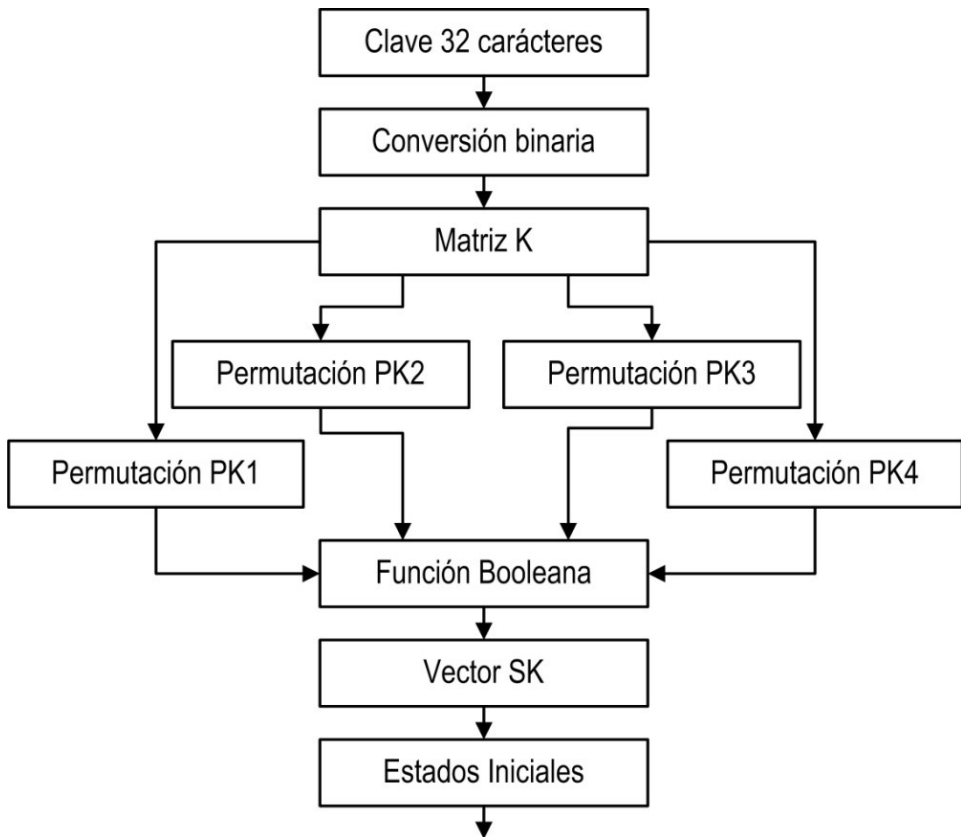 Clave 32 carácteres
Conversión binaria
Matriz K
Permutación PK2
Permutación PK3
Permutación PK1
Permutación PK4
Función Booleana
Vector SK
Estados Iniciales